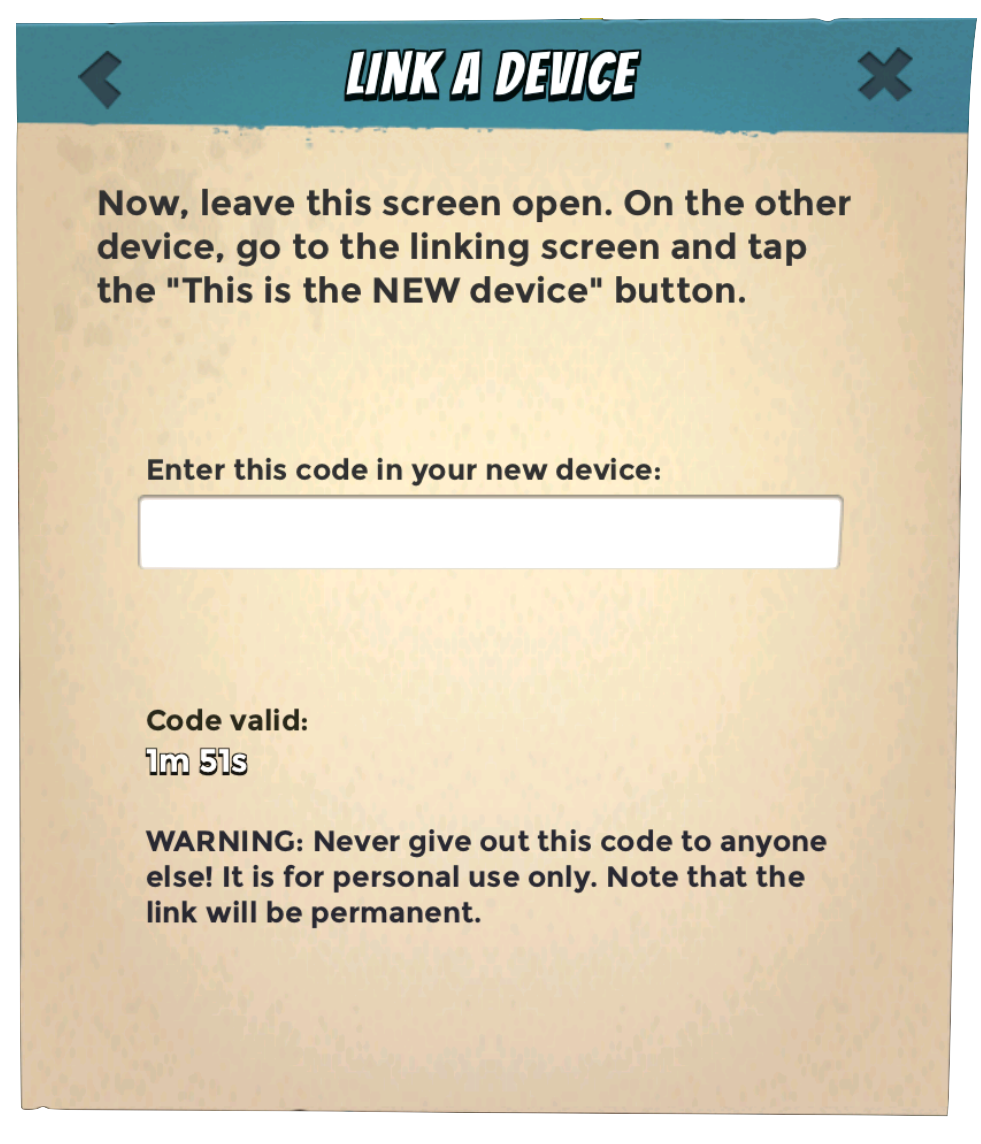 LINK A DEVICE
Now, leave this screen open. On the other
device, go to the linking screen and tap
the "This is the NEW device" button.
Enter this code in your new device:
Code valid:
1m 51s
WARNING: Never give out this code to anyone
else! It is for personal use only. Note that the
link will be permanent.